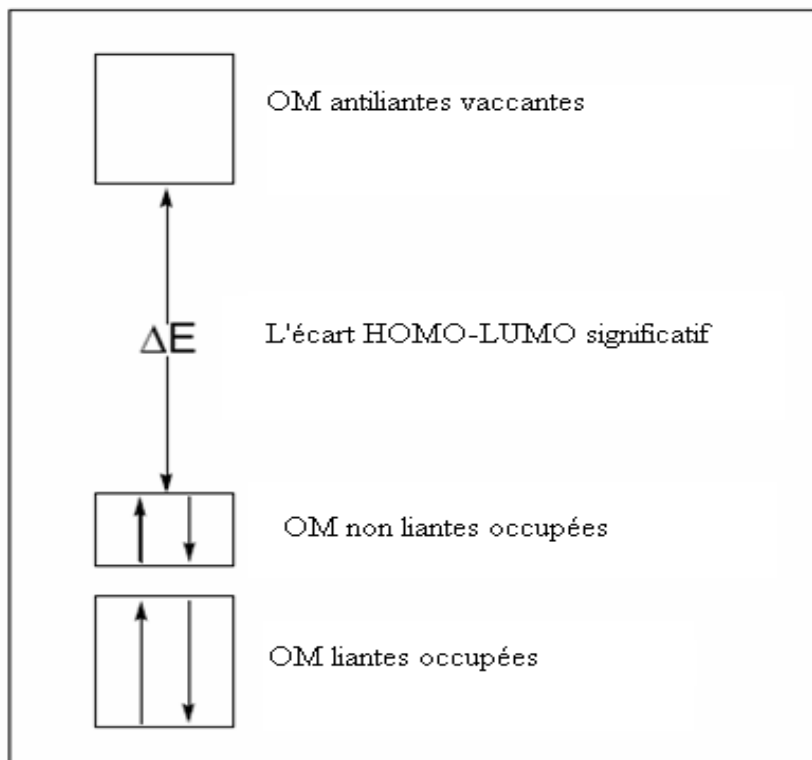 OM antiliantes vaccantes
ΔE
L'écart HOMO-LUMO significatif
OM non liantes occupées
OM liantes occupées